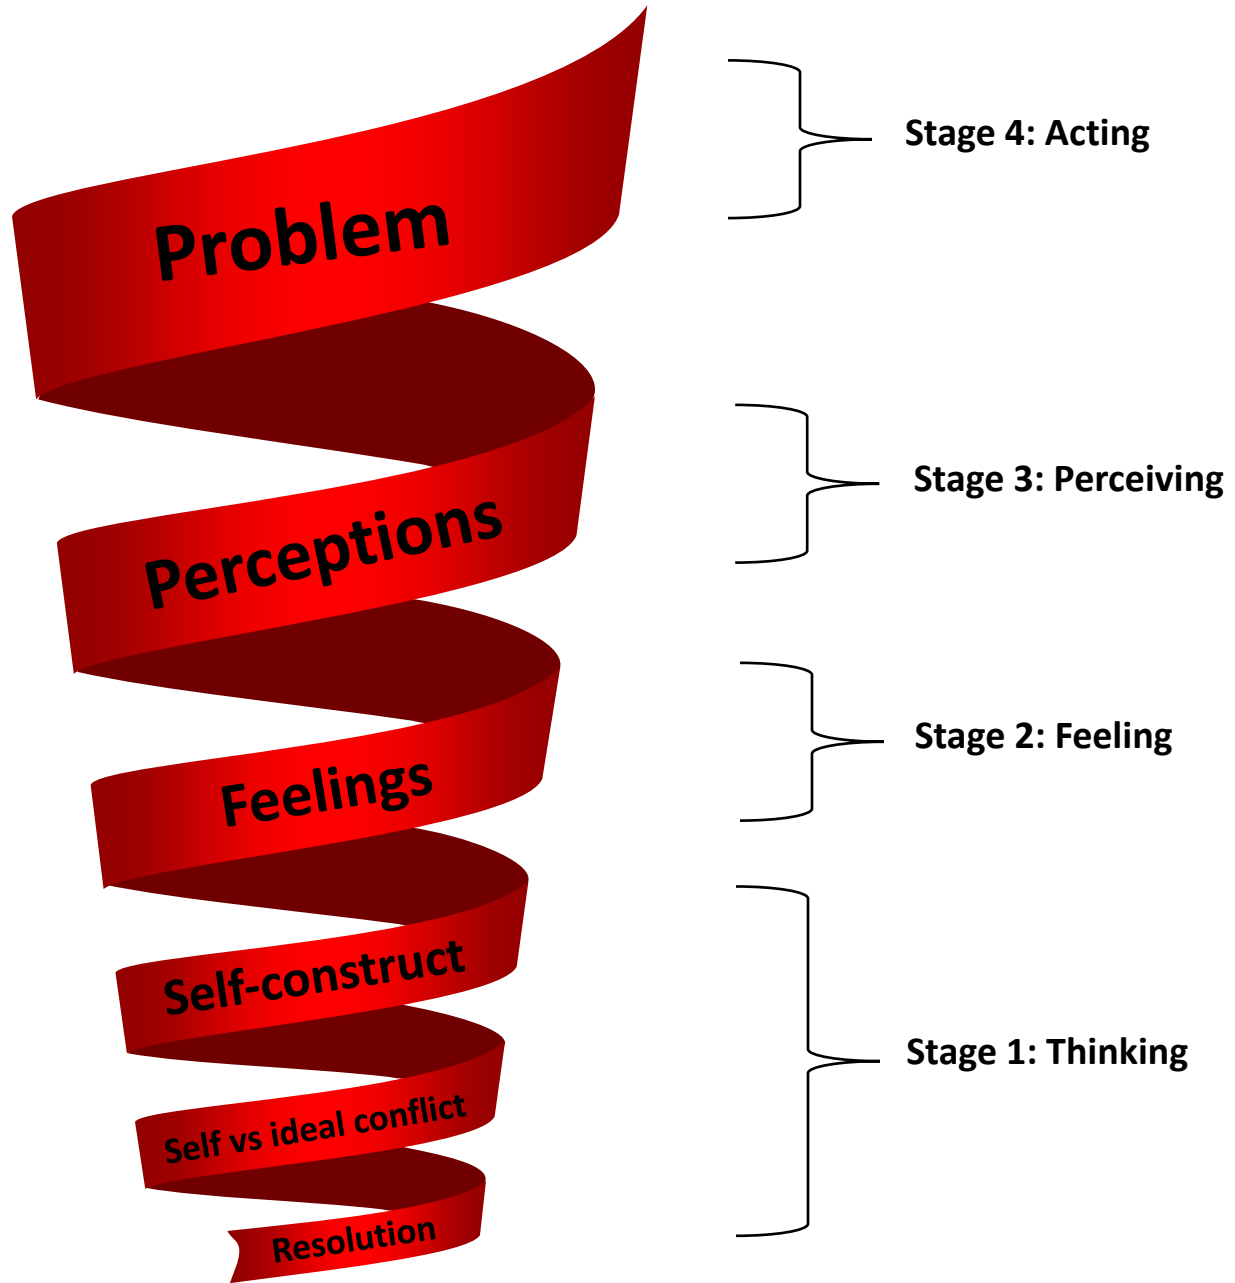 Problem
Stage 4: Acting
Perceptions
Stage 3: Perceiving
Feelings
Stage 2: Feeling
Self-construct
Self vs ideal conflict
Resolution
Stage 1: Thinking